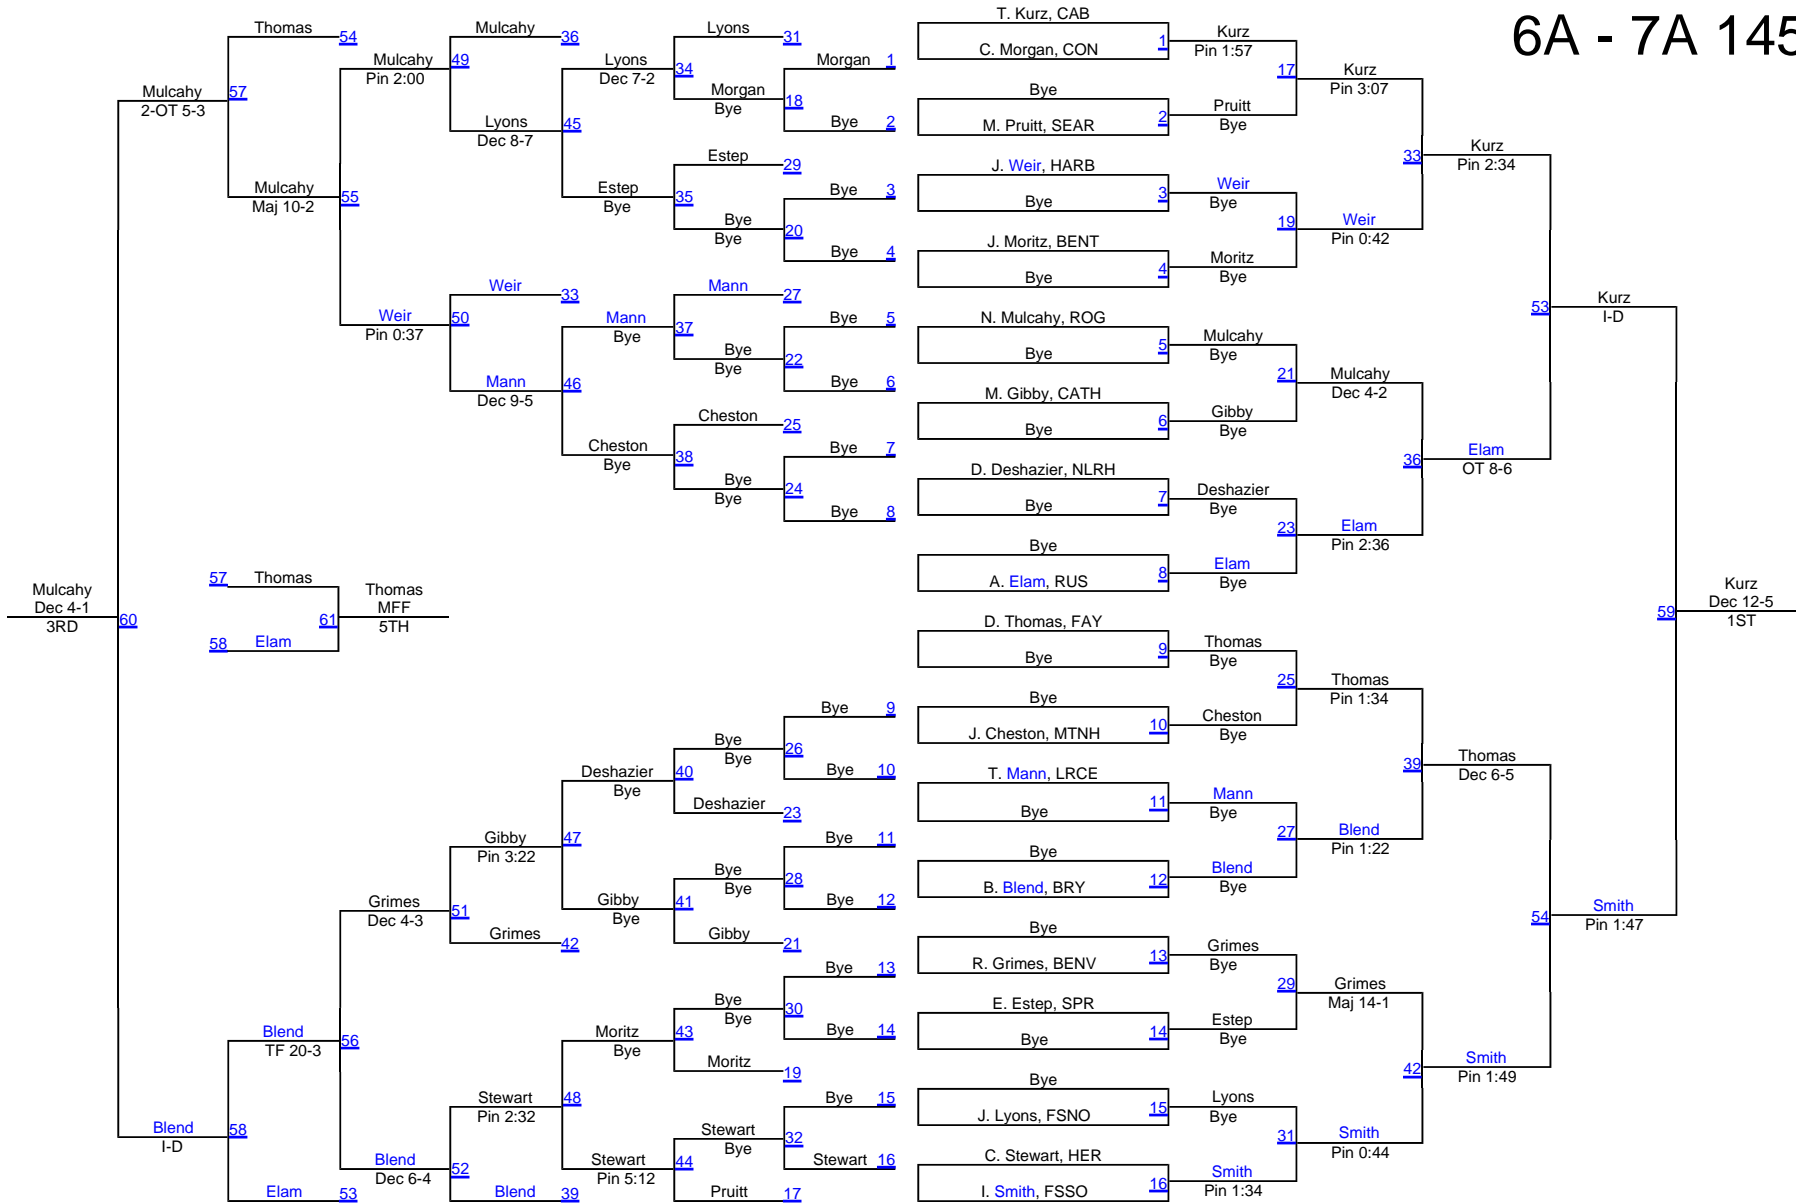 6A - 7A 145
T. Kurz, CAB
C. Morgan, CON
Bye
M. Pruitt, SEAR
J. Weir, HARB
Bye
J. Moritz, BENT
Bye
N. Mulcahy, ROG
Bye
M. Gibby, CATH
Bye
D. Deshazier, NLRH
Bye
Bye
A. Elam, RUS
D. Thomas, FAY
Bye
Bye
J. Cheston, MTNH
T. Mann, LRCE
Bye
Bye
B. Blend, BRY
Bye
R. Grimes, BENV
E. Estep, SPR
Bye
Bye
J. Lyons, FSNO
C. Stewart, HER
I. Smith, FSSO
1
2
3
4
5
6
7
8
9
10
11
12
13
14
15
16
Kurz
Pin 1:57
Pruitt
Bye
Weir
Bye
Moritz
Bye
Mulcahy
Bye
Gibby
Bye
Deshazier
Bye
Elam
Bye
Thomas
Bye
Cheston
Bye
Mann
Bye
Blend
Bye
Grimes
Bye
Estep
Bye
Lyons
Bye
Smith
Pin 1:34
17
19
21
23
25
27
29
31
Kurz
Pin 3:07
Weir
Pin 0:42
Mulcahy
Dec 4-2
Elam
Pin 2:36
Thomas
Pin 1:34
Blend
Pin 1:22
Grimes
Maj 14-1
Smith
Pin 0:44
33
36
39
42
Kurz
Pin 2:34
Elam
OT 8-6
Thomas
Dec 6-5
Smith
Pin 1:49
53
54
Kurz
I-D
Smith
Pin 1:47
59
Kurz
Dec 12-5
1ST
Morgan 1
Bye 2
Bye 3
Bye 4
Bye 5
Bye 6
Bye 7
Bye 8
Bye 9
Bye 10
Bye 11
Bye 12
Bye 13
Bye 14
Bye 15
Stewart 16
Lyons 31
Morgan
Bye
18
Estep 29
Bye
Bye
20
Mann 27
Bye
Bye
22
Cheston 25
Bye
Bye
24
Bye
Bye
26
Deshazier 23
Bye
Bye
28
Gibby 21
Bye
Bye
30
Moritz 19
Stewart
Bye
32
Pruitt 17
Lyons
Dec 7-2
34
Estep
Bye
35
Mann
Bye
37
Cheston
Bye
38
Deshazier
Bye
40
Gibby
Bye
41
Moritz
Bye
43
Stewart
Pin 5:12
44
Mulcahy 36
Lyons
Dec 8-7
45
Weir 33
Mann
Dec 9-5
46
Gibby
Pin 3:22
47
Grimes 42
Stewart
Pin 2:32
48
Blend 39
Mulcahy
Pin 2:00
49
Weir
Pin 0:37
50
Grimes
Dec 4-3
51
Blend
Dec 6-4
52
Thomas 54
Mulcahy
Maj 10-2
55
Blend
TF 20-3
56
Elam 53
Mulcahy
2-OT 5-3
57
Blend
I-D
58
Mulcahy
Dec 4-1
3RD
60
57 Thomas
58 Elam
61
Thomas
MFF
5TH